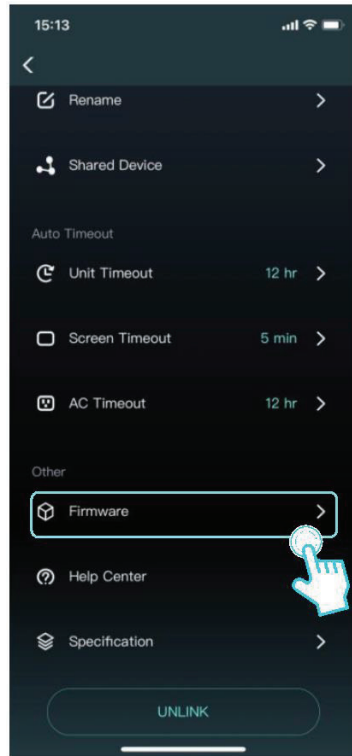 15:13
Rename
Shared Device
Auto Timeout
Unit Timeout 12 hr
Screen Timeout 5 min
AC Timeout 12 hr
Other
Firmware
Help Center
Specification
UNLINK